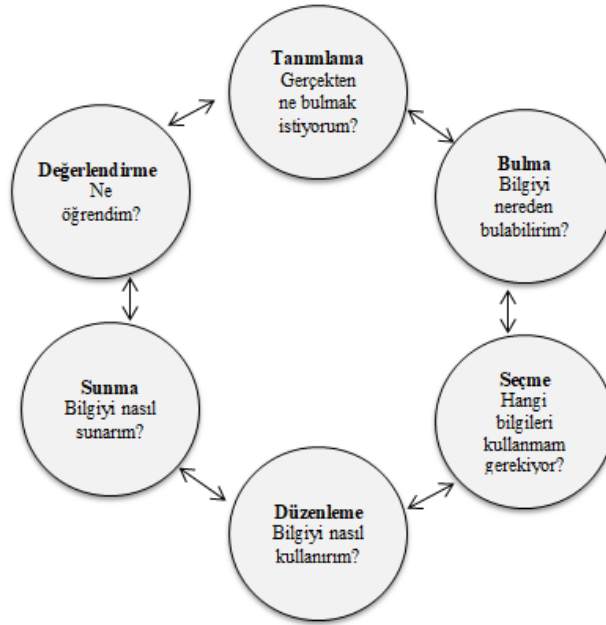 Tanımlama
Gerçekten
ne bulmak
istiyorum?
Bulma
Bilgiyi
nereden
bulabilirim?
Seçme
Hangi
bilgileri
kullanmam
gerekiyor?
Düzenleme
Bilgiyi nasıl
kullanırım?
Sunma
Bilgiyi nasıl
sunarım?
Değerlendirme
Ne
öğrendim?